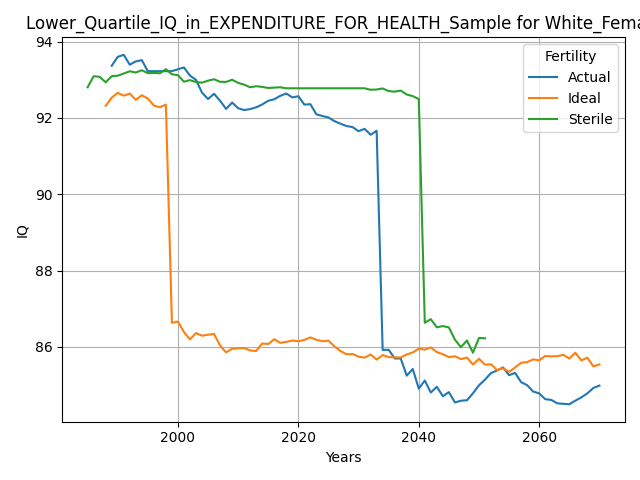 Lower_Quartile_IQ_in_EXPENDITURE_FOR_HEALTH_Sample for White_Fema
94
92
90
88
86
IQ
Fertility
Actual
Ideal
Sterile
2000
2020
2040
2060
Years